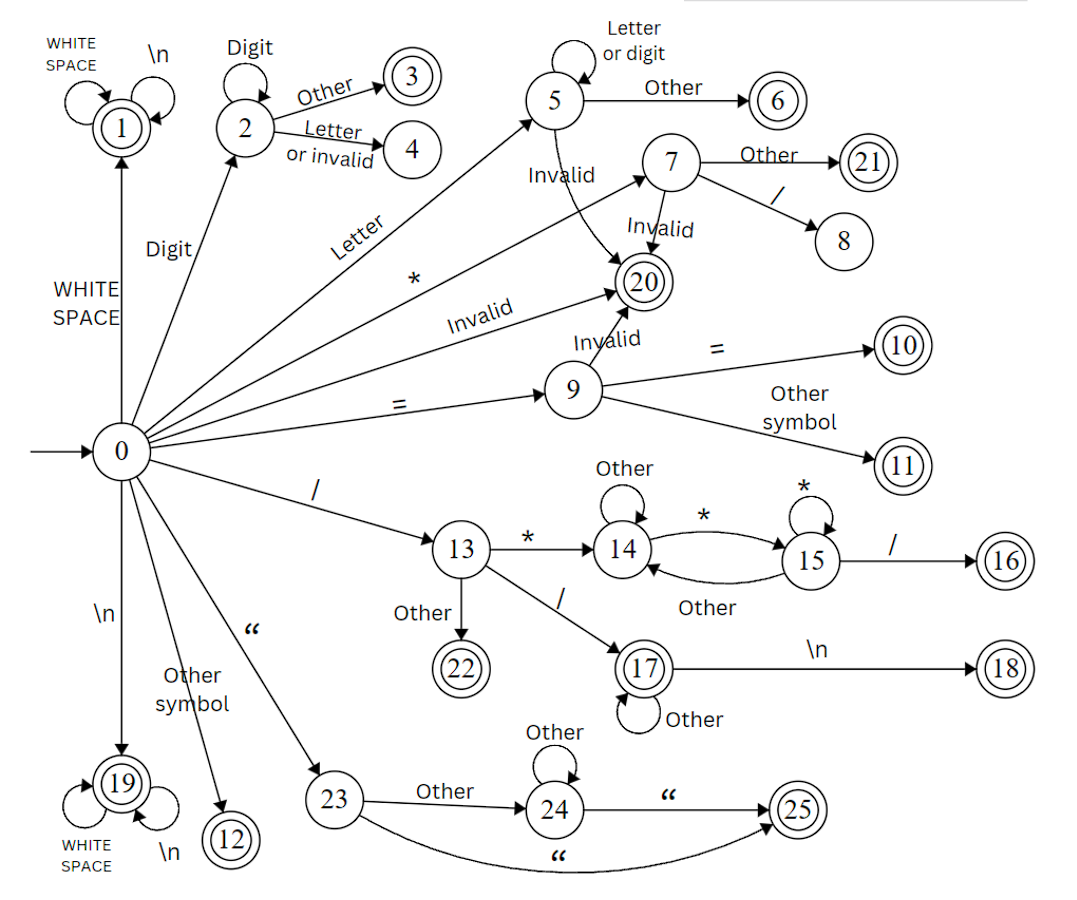 WHITE
SPACE
\n
Digit
Letter
or digit
1
2
Other
3
Letter
or invalid
4
5
Other
6
Invalid
7
Other
21
/
8
Invalid
Digit
Letter
*
Invalid
20
WHITE
SPACE
Invalid
=
10
9
Other
symbol
=
11
0
/
Other
*
13
*
14
*
15
/
16
Other
Other
/
22
17
\n
18
Other
\n
“
Other
symbol
19
WHITE
SPACE
\n
12
23
Other
Other
24
“
25
“